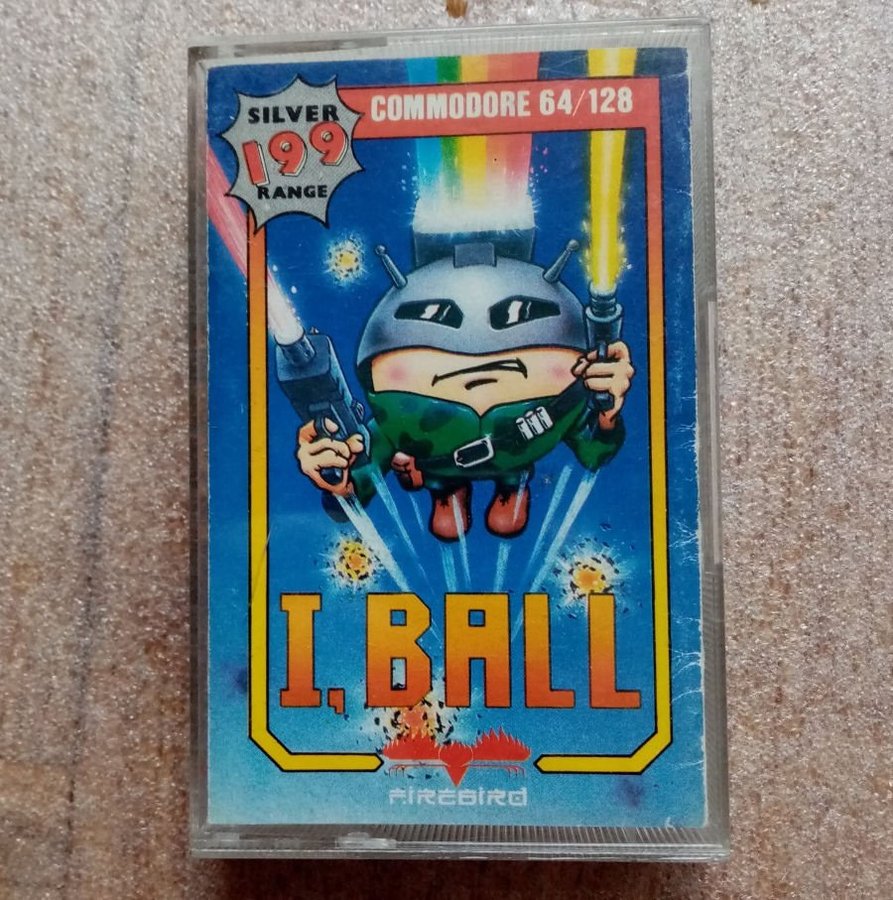 SILVER
199
RANGE
COMMODORE 64/128
I, BALL
FIREBIRD